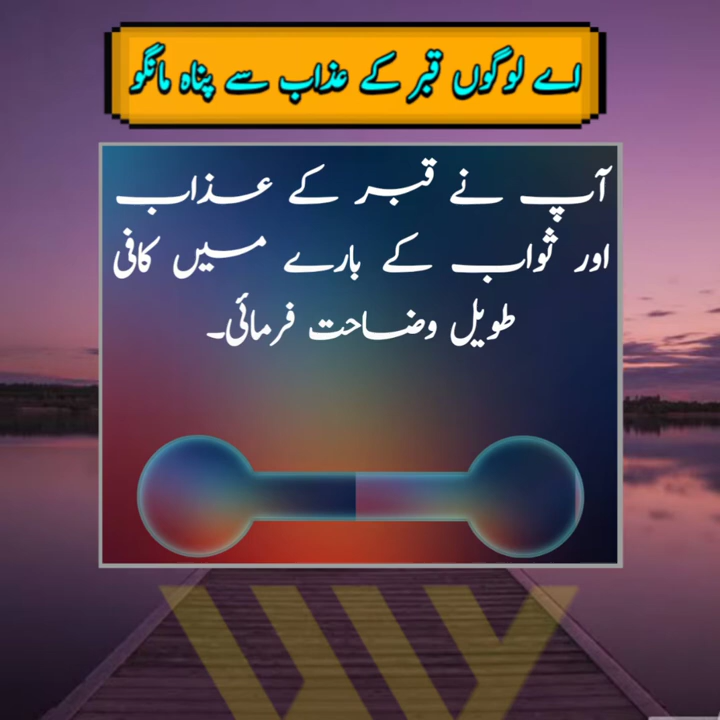 اے لوگوں قبر کے عذاب سے پناہ مانگو
آپ نے قبر کے عذاب
اور ثواب کے بارے میں کافی
طویل وضاحت فرمائی۔